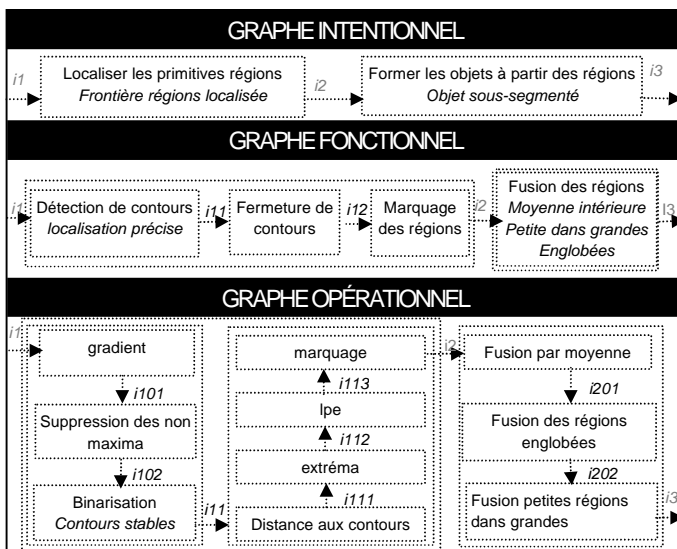 GRAPHE INTENTIONNEL
i1
Localiser les primitives régions
Frontière régions localisée
i2
Former les objets à partir des régions
Objet sous-segmenté
i3
GRAPHE FONCTIONNEL
i1
Détection de contours
localisation précise
i11
Fermeture de
contours
i12
Marquage
des régions
i2
Fusion des régions
Moyenne intérieure
Petite dans grandes
Englobées
I3
GRAPHE OPÉRATIONNEL
i1
gradient
i101
Suppression des non
maxima
i102
Binarisation
Contours stables
i11
marquage
i113
lpe
i112
extréma
i111
Distance aux contours
i2
Fusion par moyenne
i201
Fusion des régions
englobées
i202
Fusion petites régions
dans grandes
i3